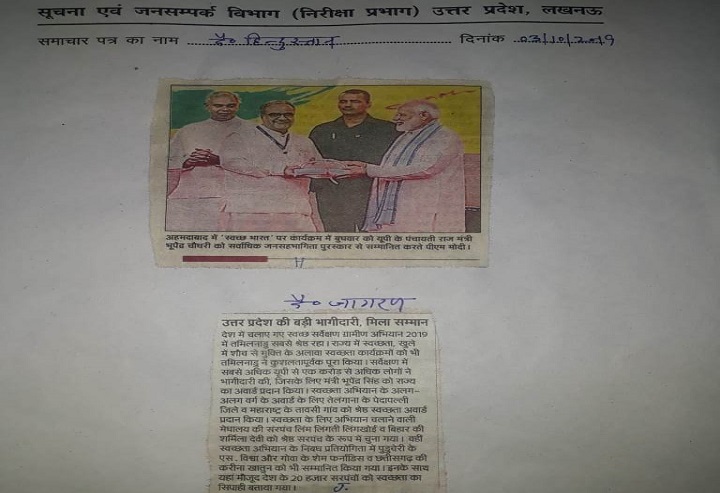 सूचना एवं जनसम्पर्क विभाग (निरीक्षा प्रभाग) उत्तर प्रदेश, लखनऊ
समाचार पत्र का नाम दै० हिन्दुस्तान दिनांक 03/10/2019
अहमदाबाद में 'स्वच्छ भारत' पर कार्यक्रम में बुधवार को यूपी के पंचायती राज मंत्री
भूपेंद्र चौधरी को सर्वाधिक जनसहभागिता पुरस्कार से सम्मानित करते पीएम मोदी।
दै० जागरण
उत्तर प्रदेश की बड़ी भागीदारी, मिला सम्मान
देश में चलाए गए स्वच्छ सर्वेक्षण ग्रामीण अभियान 2019
में तमिलनाडु सबसे श्रेष्ठ रहा। राज्य में स्वच्छता, खुले
में शौच से मुक्ति के अलावा स्वच्छता कार्यक्रमों को भी
तमिलनाडु ने कुशलतापूर्वक पूरा किया। सर्वेक्षण में
सबसे अधिक यूपी से एक करोड़ से अधिक लोगों ने
भागीदारी की, जिसके लिए मंत्री भूपेंद्र सिंह को राज्य
का अवार्ड प्रदान किया। स्वच्छता अभियान के अलग-
अलग वर्ग के अवार्ड के लिए तेलंगाना के पेदापल्ली
जिले व महाराष्ट्र के तावसी गांव को श्रेष्ठ स्वच्छता अवार्ड
प्रदान किया। स्वच्छता के लिए अभियान चलाने वाली
मेघालय की सरपंच लिंग लिंगती लिंगखोई व बिहार की
शर्मिला देवी को श्रेष्ठ सरपंच के रूप में चुना गया। वहीं
स्वच्छता अभियान के निबंध प्रतियोगिता में पुडुचेरी के
एस. विद्या और गोवा के शेम फर्नांडिस व छत्तीसगढ़ की
करीना खातून को भी सम्मानित किया गया। इनके साथ
यहां मौजूद देश के 20 हजार सरपंचों को स्वच्छता का
सिपाही बताया गया।